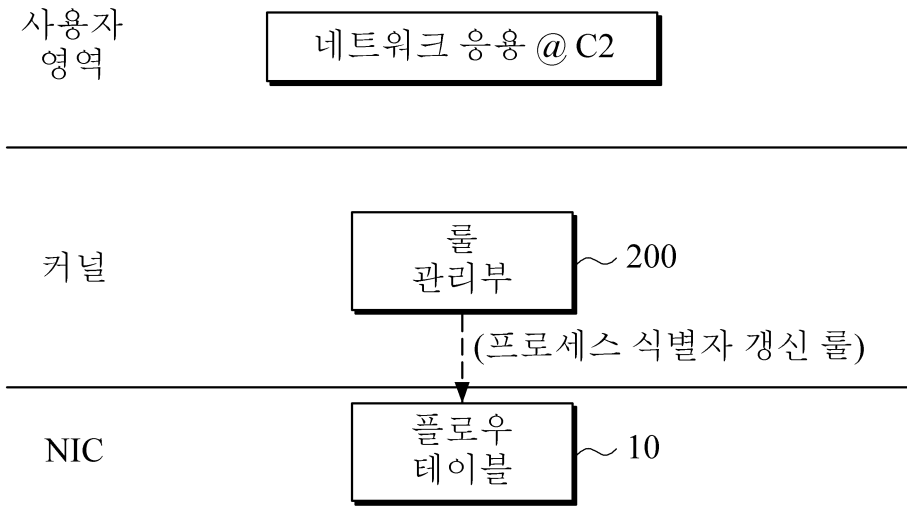 사용자
영역
네트워크 응용 @ C2
커널
룰
관리부
200
(프로세스 식별자 갱신 룰)
NIC
플로우
테이블
10